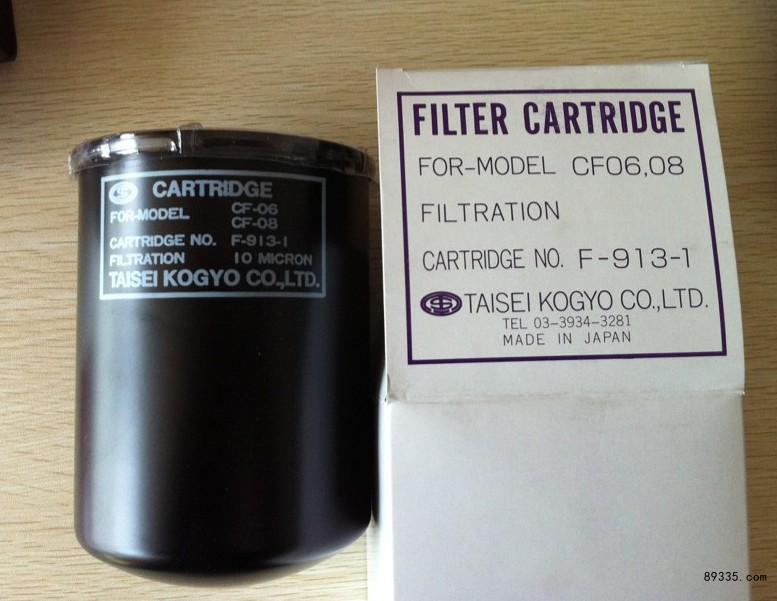 CARTRIDGE
FOR-MODEL CF-06
CF-08
CARTRIDGE NO. F-913-1
FILTRATION 10 MICRON
TAISEI KOGYO CO.,LTD.
FILTER CARTRIDGE
FOR-MODEL CF06,08
FILTRATION
CARTRIDGE NO. F-913-1
TAISEI KOGYO CO.,LTD.
TEL 03-3934-3281
MADE IN JAPAN
89335.com